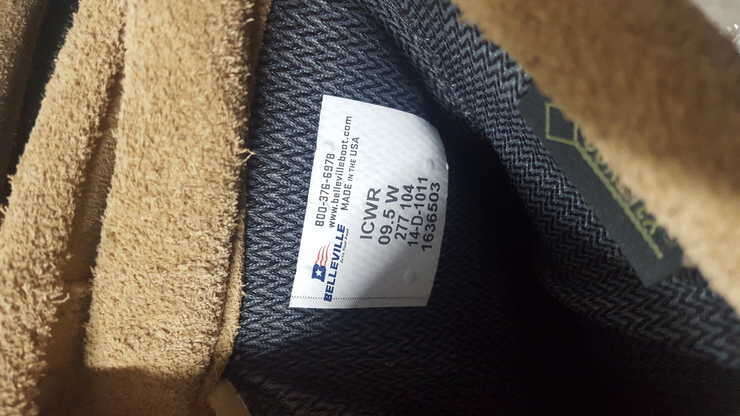 800-376-6978
www.bellevilleboot.com
MADE IN THE USA
BELLEVILLE
ICWR
09.5 W
277 104
14-D-1011
1636503